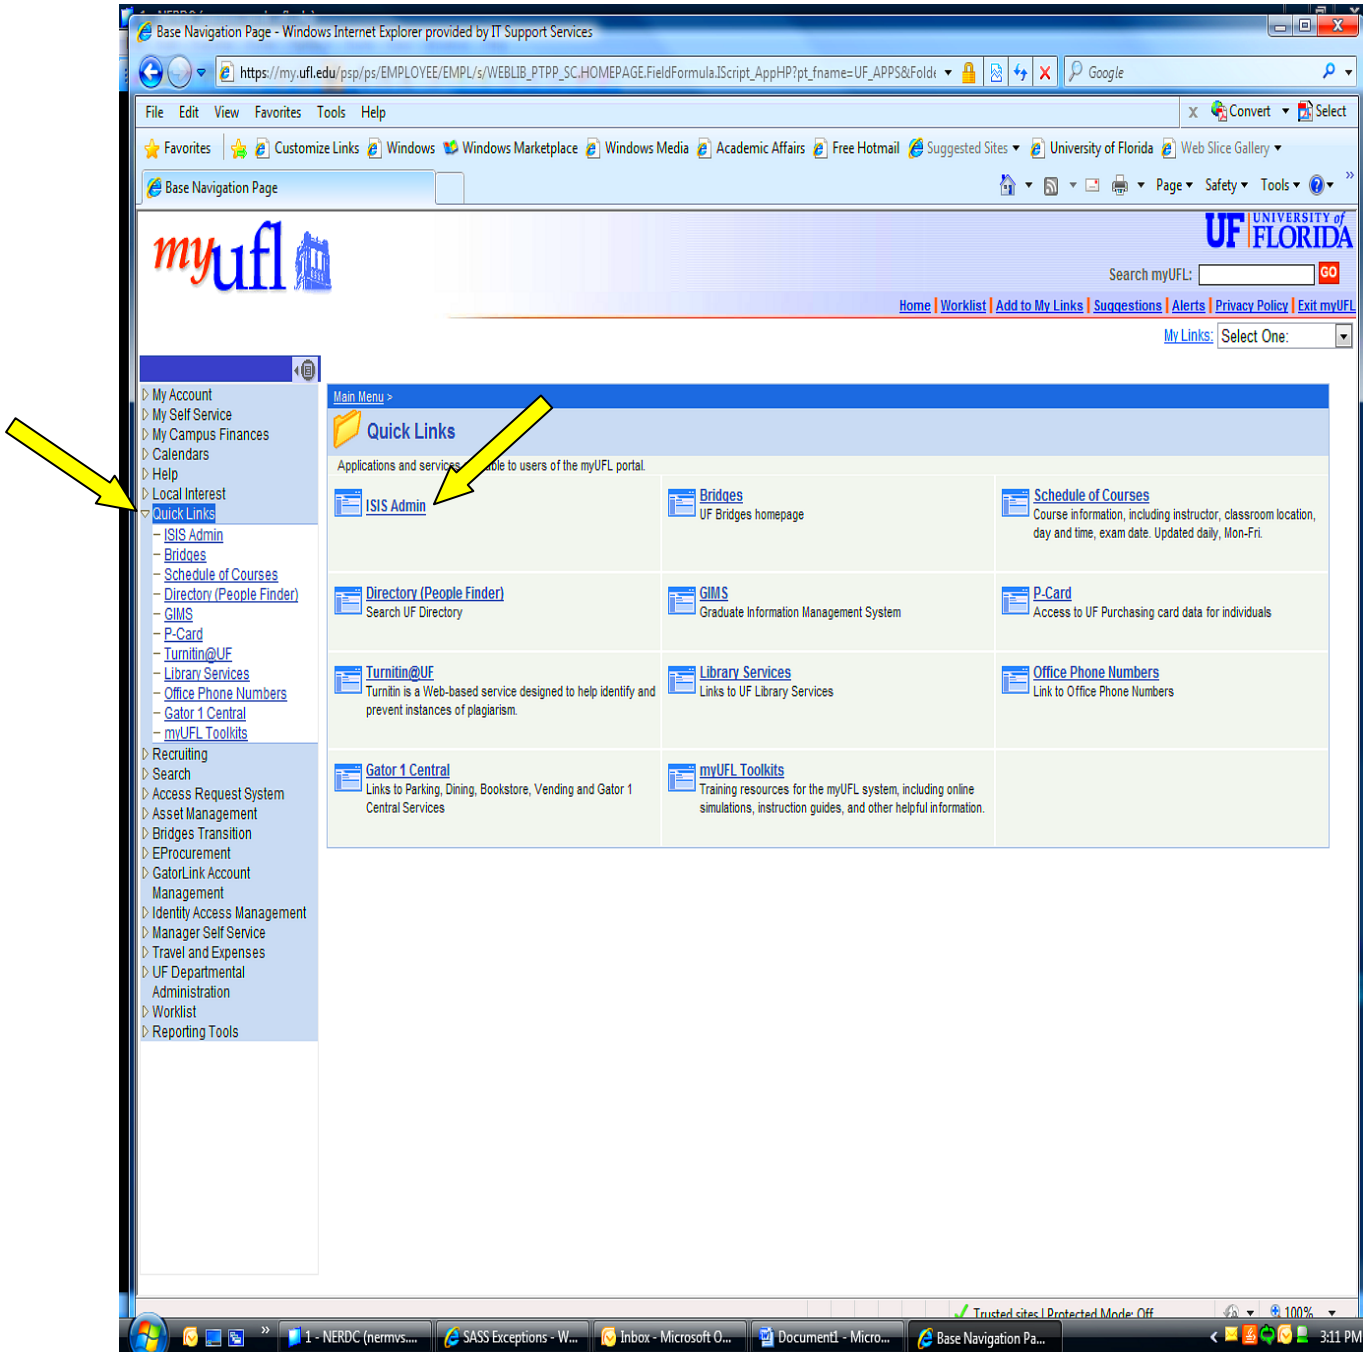 Base Navigation Page - Windows Internet Explorer provided by IT Support Services
https://my.ufl.edu/psp/ps/EMPLOYEE/EMPL/s/WEBLIB_PTPP_SC.HOMEPAGE.FieldFormula.IScript_AppHP?pt_fname=UF_APPS&Folde
Google
File Edit View Favorites Tools Help
x Convert Select
Favorites Customize Links Windows Windows Marketplace Windows Media Academic Affairs Free Hotmail Suggested Sites University of Florida Web Slice Gallery
Base Navigation Page
Page Safety Tools
myufl
UF UNIVERSITY of FLORIDA
Search myUFL: GO
Home | Worklist | Add to My Links | Suggestions | Alerts | Privacy Policy | Exit myUFL
My Links: Select One:
My Account
My Self Service
My Campus Finances
Calendars
Help
Local Interest
Quick Links
– ISIS Admin
– Bridges
– Schedule of Courses
– Directory (People Finder)
– GIMS
– P-Card
– Turnitin@UF
– Library Services
– Office Phone Numbers
– Gator 1 Central
– myUFL Toolkits
Recruiting
Search
Access Request System
Asset Management
Bridges Transition
EProcurement
GatorLink Account
Management
Identity Access Management
Manager Self Service
Travel and Expenses
UF Departmental
Administration
Worklist
Reporting Tools
Main Menu >
Quick Links
Applications and services to users of the myUFL portal.
ISIS Admin
Bridges
UF Bridges homepage
Schedule of Courses
Course information, including instructor, classroom location,
day and time, exam date. Updated daily, Mon-Fri.
Directory (People Finder)
Search UF Directory
GIMS
Graduate Information Management System
P-Card
Access to UF Purchasing card data for individuals
Turnitin@UF
Turnitin is a Web-based service designed to help identify and
prevent instances of plagiarism.
Library Services
Links to UF Library Services
Office Phone Numbers
Link to Office Phone Numbers
Gator 1 Central
Links to Parking, Dining, Bookstore, Vending and Gator 1
Central Services
myUFL Toolkits
Training resources for the myUFL system, including online
simulations, instruction guides, and other helpful information.
Trusted sites | Protected Mode: Off
100%
1 - NERDC (nermvs....
SASS Exceptions - W...
Inbox - Microsoft O...
Document1 - Micro...
Base Navigation Pa...
3:11 PM